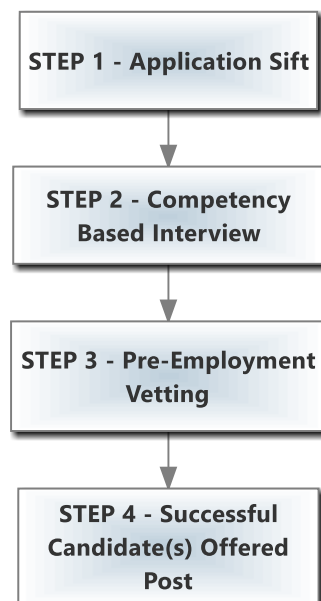 STEP 1 - Application Sift
STEP 2 - Competency
Based Interview
STEP 3 - Pre-Employment
Vetting
STEP 4 - Successful
Candidate(s) Offered
Post